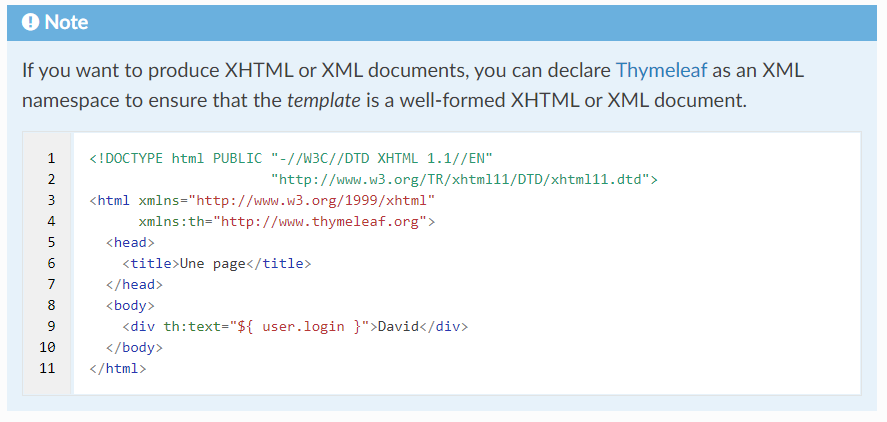 Note
If you want to produce XHTML or XML documents, you can declare Thymeleaf as an XML
namespace to ensure that the template is a well-formed XHTML or XML document.
1 <!DOCTYPE html PUBLIC "-//W3C//DTD XHTML 1.1//EN"
2                       "http://www.w3.org/TR/xhtml11/DTD/xhtml11.dtd">
3 <html xmlns="http://www.w3.org/1999/xhtml"
4       xmlns:th="http://www.thymeleaf.org">
5   <head>
6     <title>Une page</title>
7   </head>
8   <body>
9     <div th:text="${ user.login }">David</div>
10   </body>
11 </html>